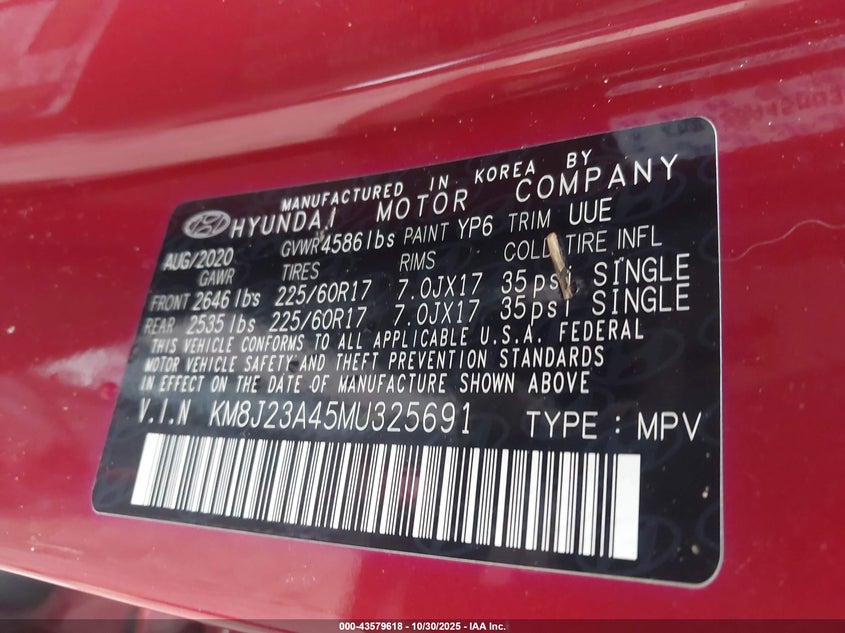 MANUFACTURED IN KOREA BY
HYUNDAI MOTOR COMPANY
AUG/2020 GVWR 4586 lbs PAINT YP6 TRIM UUE
GAWR TIRES RIMS COLD TIRE INFL
FRONT 2646 lbs 225/60R17 7.0JX17 35psi SINGLE
REAR 2535 lbs 225/60R17 7.0JX17 35psi SINGLE
THIS VEHICLE CONFORMS TO ALL APPLICABLE U.S.A. FEDERAL
MOTOR VEHICLE SAFETY AND THEFT PREVENTION STANDARDS
IN EFFECT ON THE DATE OF MANUFACTURE SHOWN ABOVE
V.I.N KM8J23A45MU325691 TYPE : MPV
000-43579618 - 10/30/2025 - IAA Inc.